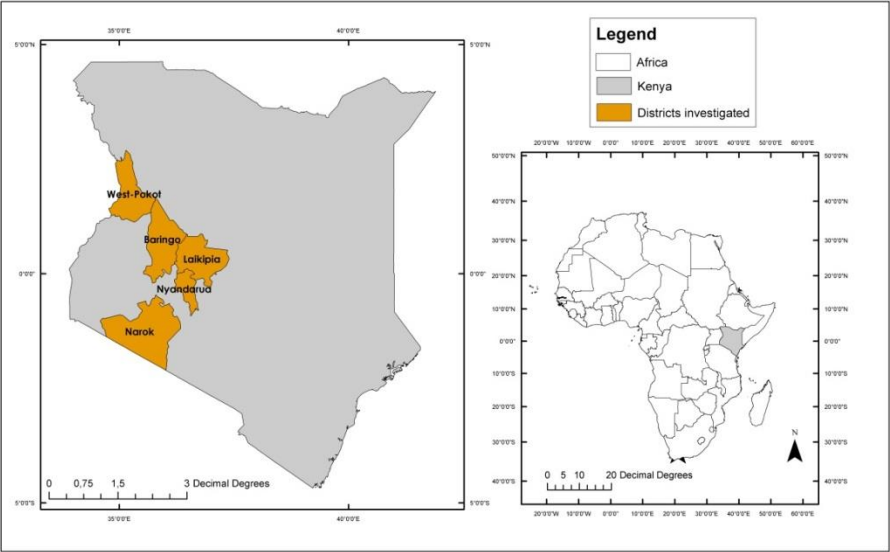 35°0'0"E 40°0'0"E
5°0'0"N 5°0'0"N
West-Pokot
Baringo
Laikipia
0°0'0" 0°0'0"
Nyandarua
Narok
0 0,75 1,5 3 Decimal Degrees
5°0'0"S 5°0'0"S
35°0'0"E 40°0'0"E
Legend
Africa
Kenya
Districts investigated
20°0'0"W 10°0'0"W 0°0'0" 10°0'0"E 20°0'0"E 30°0'0"E 40°0'0"E 50°0'0"E 60°0'0"E
50°0'0"N 50°0'0"N
40°0'0"N 40°0'0"N
30°0'0"N 30°0'0"N
20°0'0"N 20°0'0"N
10°0'0"N 10°0'0"N
0°0'0" 0°0'0"
10°0'0"S 10°0'0"S
20°0'0"S 20°0'0"S
30°0'0"S 30°0'0"S
N
0 5 10 20 Decimal Degrees
40°0'0"S 40°0'0"S
20°0'0"W 10°0'0"W 0°0'0" 10°0'0"E 20°0'0"E 30°0'0"E 40°0'0"E 50°0'0"E 60°0'0"E